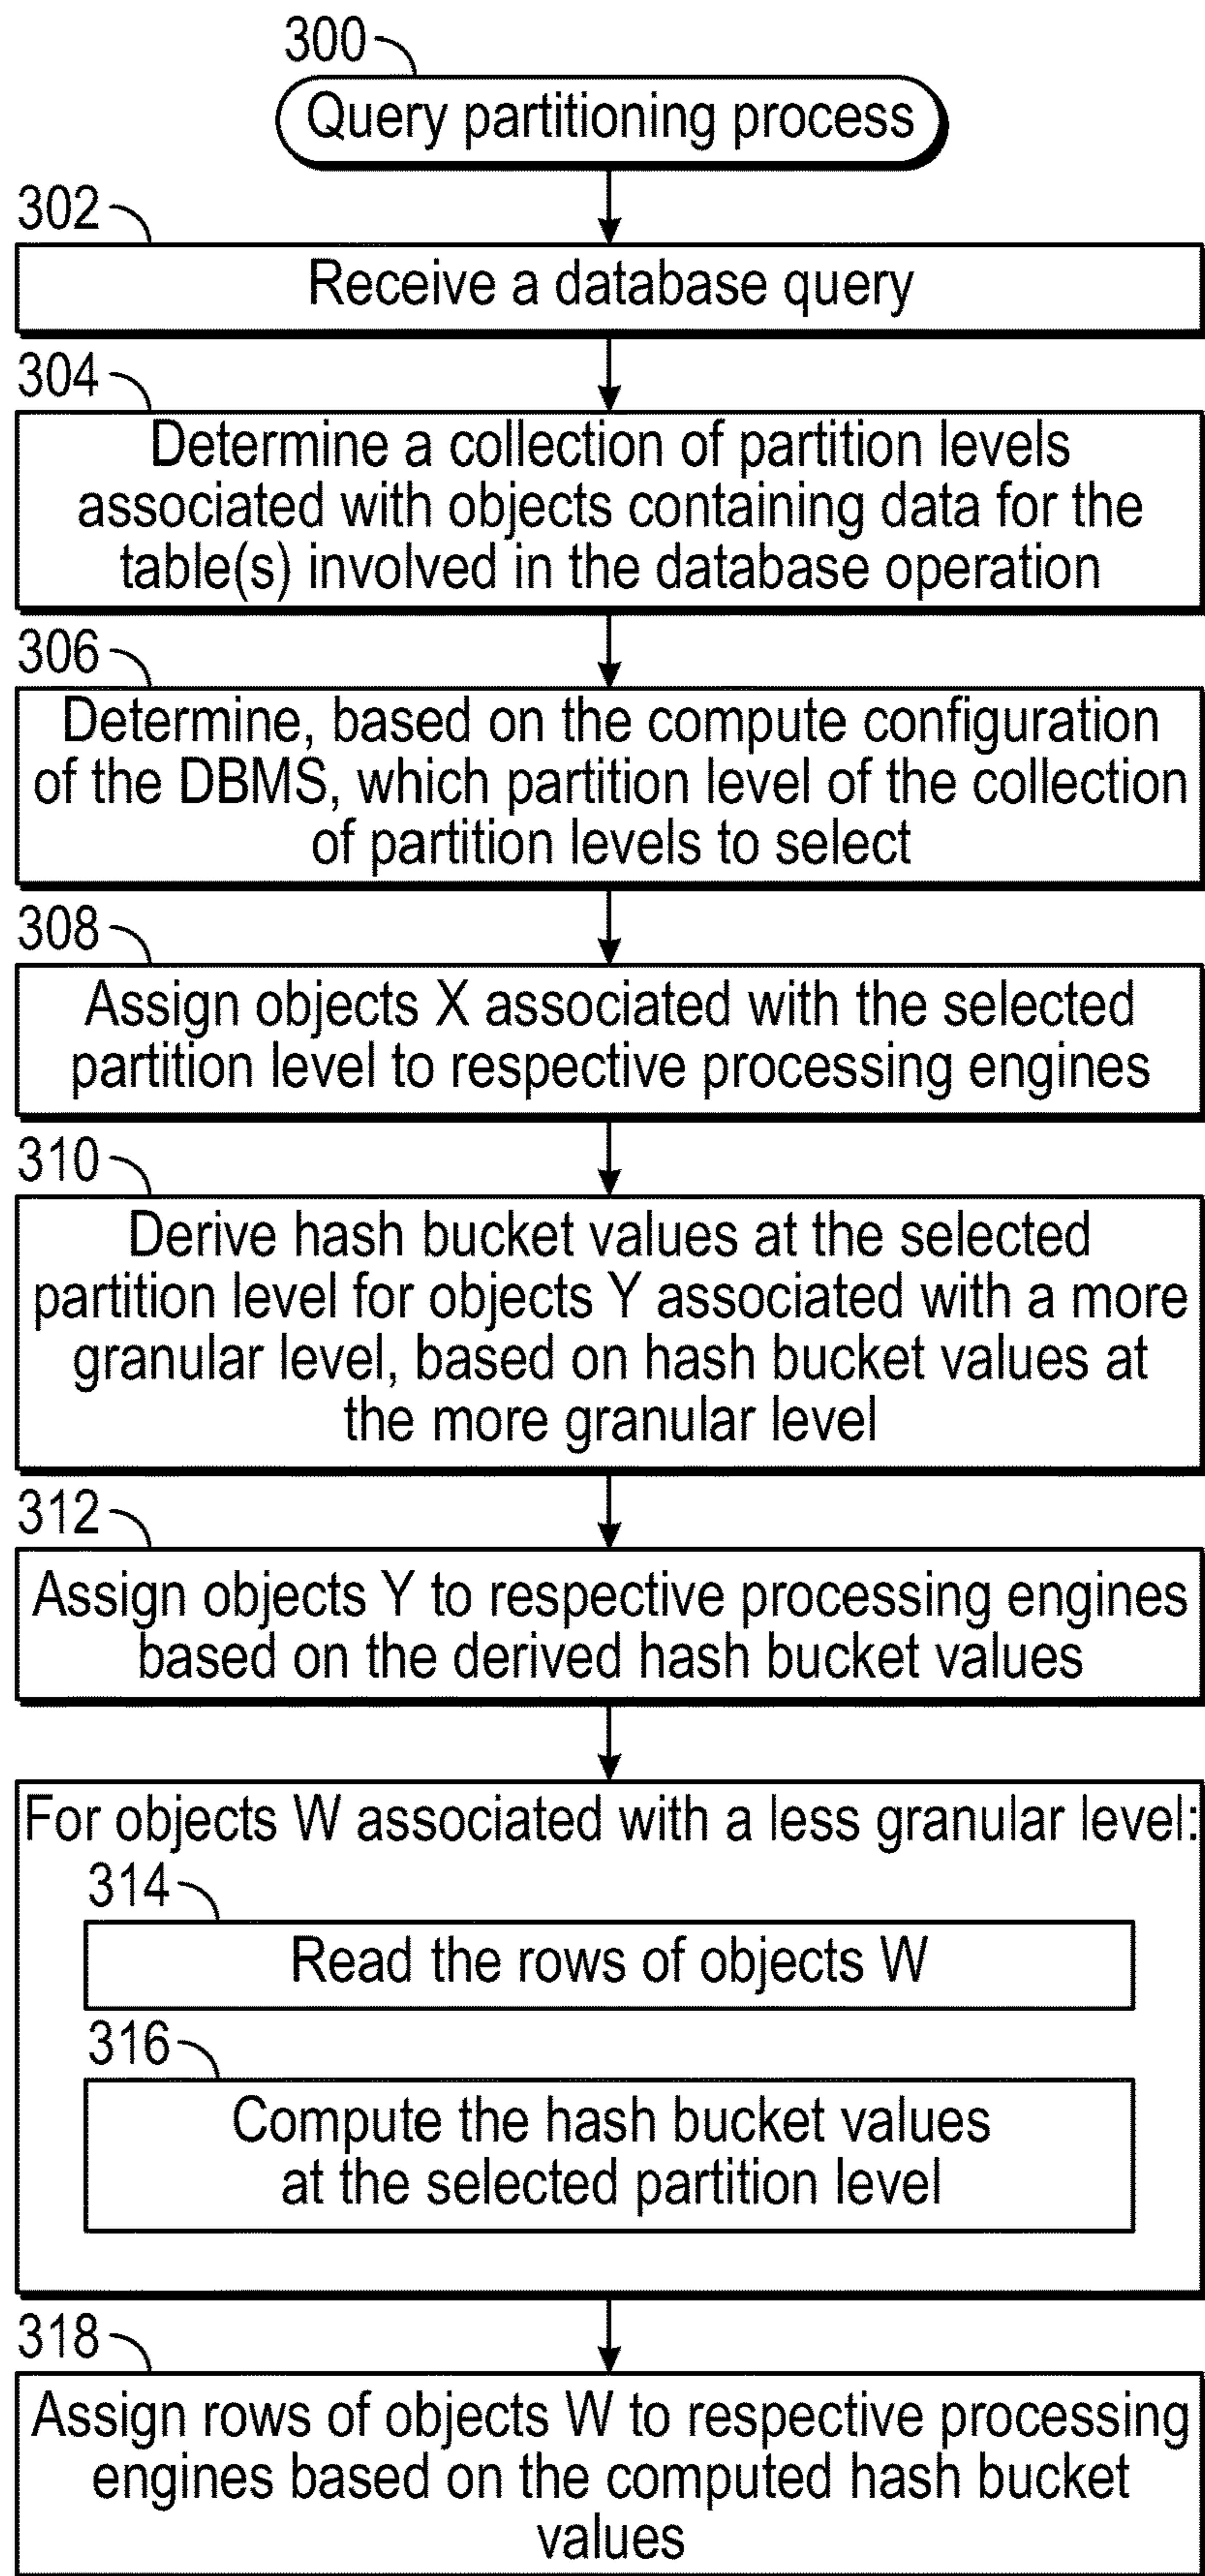 300
Query partitioning process
302
Receive a database query
304
Determine a collection of partition levels
associated with objects containing data for the
table(s) involved in the database operation
306
Determine, based on the compute configuration
of the DBMS, which partition level of the collection
of partition levels to select
308
Assign objects X associated with the selected
partition level to respective processing engines
310
Derive hash bucket values at the selected
partition level for objects Y associated with a more
granular level, based on hash bucket values at
the more granular level
312
Assign objects Y to respective processing engines
based on the derived hash bucket values
For objects W associated with a less granular level:
314
Read the rows of objects W
316
Compute the hash bucket values
at the selected partition level
318
Assign rows of objects W to respective processing
engines based on the computed hash bucket
values